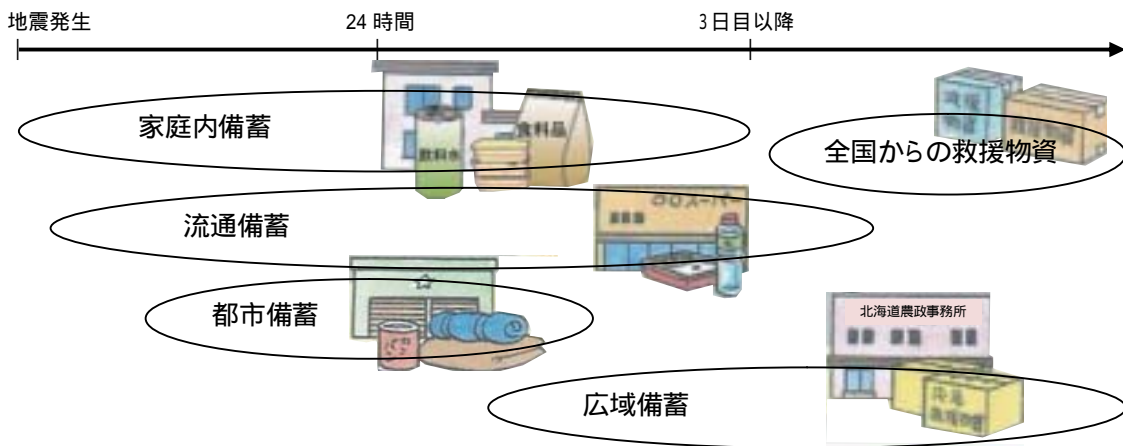 地震発生
24 時間
3日目以降
家庭内備蓄
飲料水
食料品
全国からの救援物資
流通備蓄
都市備蓄
北海道農政事務所
広域備蓄